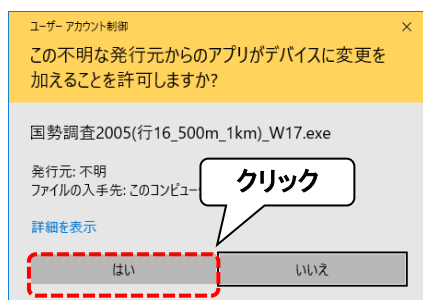 ユーザー アカウント制御
この不明な発行元からのアプリがデバイスに変更を
加えることを許可しますか?
国勢調査2005(行16_500m_1km)_W17.exe
発行元: 不明
ファイルの入手先: このコンピュー
クリック
詳細を表示
はい
いいえ